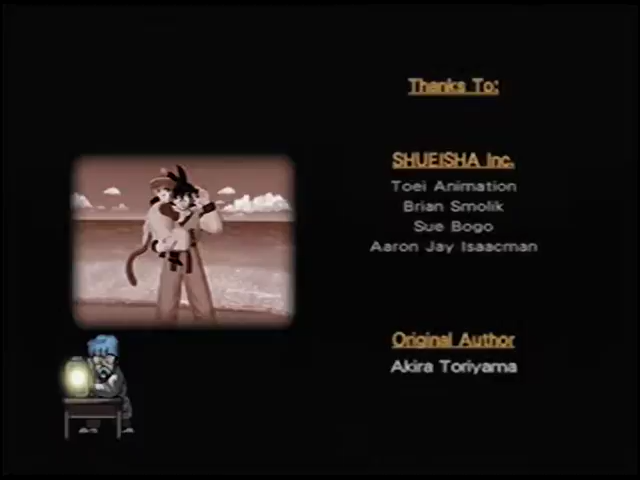 Thanks To:
SHUEISHA Inc.
Toei Animation
Brian Smolik
Sue Bogo
Aaron Jay Isaacman
Original Author
Akira Toriyama